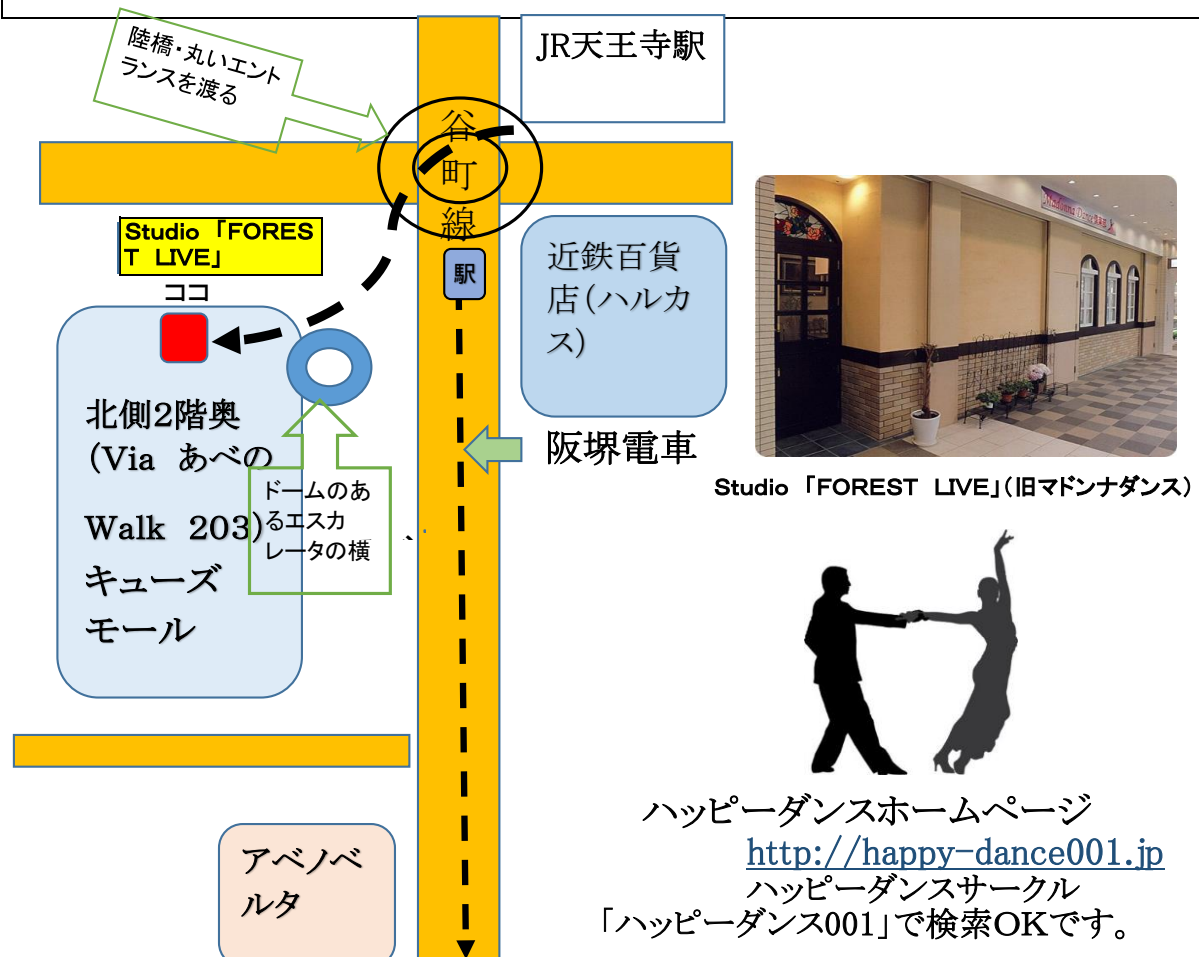 陸橋・丸いエント
ランスを渡る
JR天王寺駅
谷
町
線
駅
Studio 「FORES
T LIVE」
ココ
近鉄百貨
店(ハルカ
ス)
北側2階奥
(Via あべの
Walk 203)
キューズ
モール
ドームのあ
るエスカ
レータの横
阪堺電車
Studio 「FOREST LIVE」(旧マドンナダンス)
アベノベ
ルタ
ハッピーダンスホームページ
http://happy-dance001.jp
ハッピーダンスサークル
「ハッピーダンス001」で検索OKです。